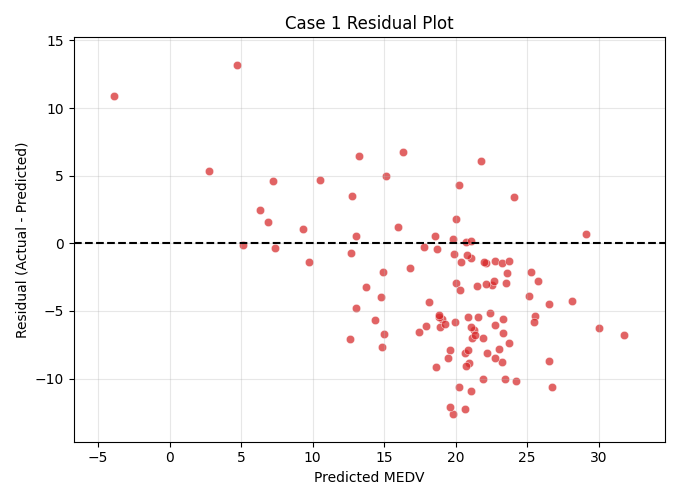 Case 1 Residual Plot
15
10
5
0
−5
−10
Residual (Actual - Predicted)
−5 0 5 10 15 20 25 30
Predicted MEDV